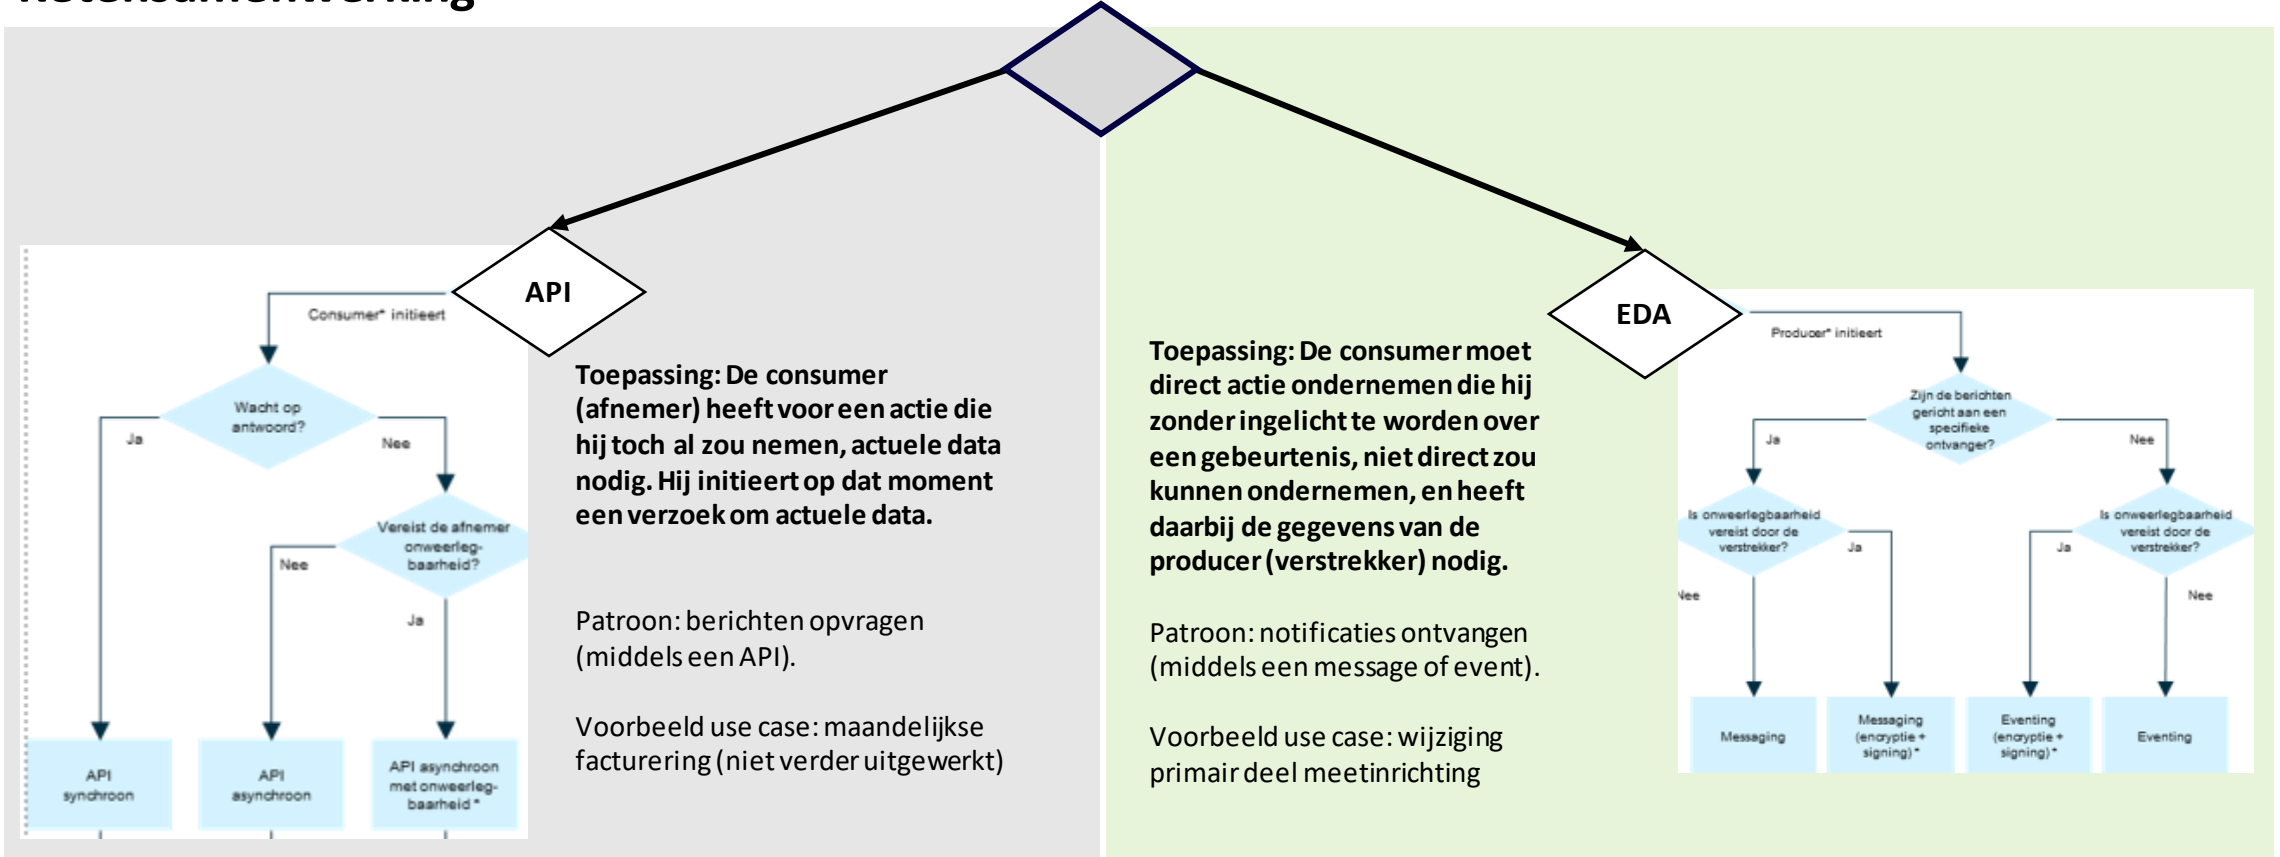 API
Consumer* initieert
Wacht op
antwoord?
Ja
Nee
Vereist de afnemer
onweerleg-
baarheid?
Nee
Ja
API
synchroon
API
asynchroon
API asynchroon
met onweerleg-
baarheid *
Toepassing: De consumer
(afnemer) heeft voor een actie die
hij toch al zou nemen, actuele data
nodig. Hij initieert op dat moment
een verzoek om actuele data.
Patroon: berichten opvragen
(middels een API).
Voorbeeld use case: maandelijkse
facturering (niet verder uitgewerkt)
Toepassing: De consumer moet
direct actie ondernemen die hij
zonder ingelicht te worden over
een gebeurtenis, niet direct zou
kunnen ondernemen, en heeft
daarbij de gegevens van de
producer (verstrekker) nodig.
Patroon: notificaties ontvangen
(middels een message of event).
Voorbeeld use case: wijziging
primair deel meetinrichting
EDA
Producer* initieert
Zijn de berichten
gericht aan een
specifieke
ontvanger?
Ja
Nee
Is onweerlegbaarheid
vereist door de
verstrekker?
Ja
Nee
Is onweerlegbaarheid
vereist door de
verstrekker?
Ja
Nee
Messaging
Messaging
(encryptie +
signing) *
Eventing
(encryptie +
signing) *
Eventing